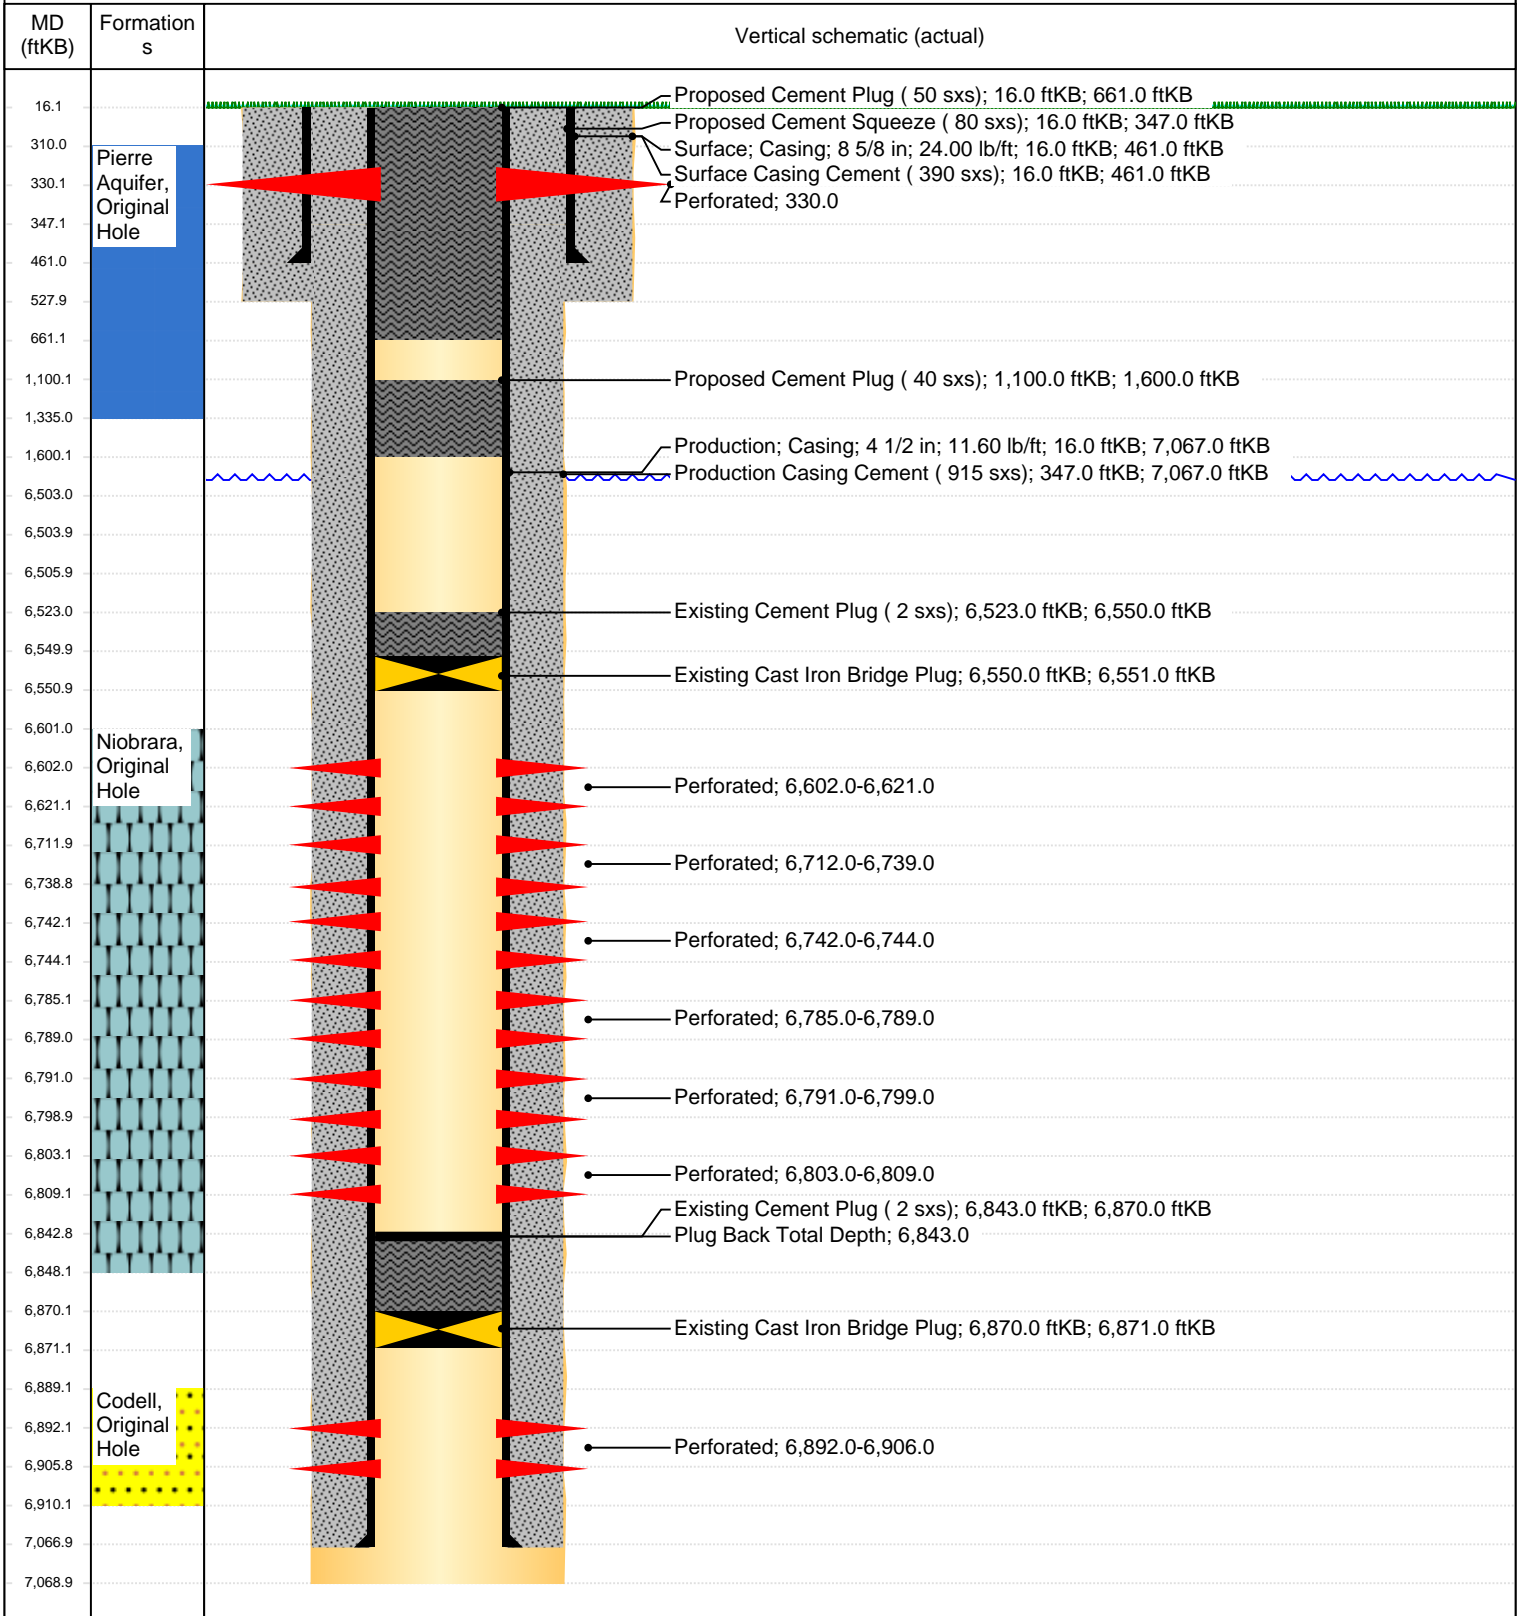 MD
(ftKB)
Formation
s
Vertical schematic (actual)
16.1
310.0
330.1
347.1
461.0
527.9
661.1
1,100.1
1,335.0
1,600.1
6,503.0
6,503.9
6,505.9
6,523.0
6,549.9
6,550.9
6,601.0
6,602.0
6,621.1
6,711.9
6,738.8
6,742.1
6,744.1
6,785.1
6,789.0
6,791.0
6,798.9
6,803.1
6,809.1
6,842.8
6,848.1
6,870.1
6,871.1
6,889.1
6,892.1
6,905.8
6,910.1
7,066.9
7,068.9
Pierre
Aquifer,
Original
Hole
Niobrara,
Original
Hole
Codell,
Original
Hole
Proposed Cement Plug ( 50 sxs); 16.0 ftKB; 661.0 ftKB
Proposed Cement Squeeze ( 80 sxs); 16.0 ftKB; 347.0 ftKB
Surface; Casing; 8 5/8 in; 24.00 lb/ft; 16.0 ftKB; 461.0 ftKB
Surface Casing Cement ( 390 sxs); 16.0 ftKB; 461.0 ftKB
Perforated; 330.0
Proposed Cement Plug ( 40 sxs); 1,100.0 ftKB; 1,600.0 ftKB
Production; Casing; 4 1/2 in; 11.60 lb/ft; 16.0 ftKB; 7,067.0 ftKB
Production Casing Cement ( 915 sxs); 347.0 ftKB; 7,067.0 ftKB
Existing Cement Plug ( 2 sxs); 6,523.0 ftKB; 6,550.0 ftKB
Existing Cast Iron Bridge Plug; 6,550.0 ftKB; 6,551.0 ftKB
Perforated; 6,602.0-6,621.0
Perforated; 6,712.0-6,739.0
Perforated; 6,742.0-6,744.0
Perforated; 6,785.0-6,789.0
Perforated; 6,791.0-6,799.0
Perforated; 6,803.0-6,809.0
Existing Cement Plug ( 2 sxs); 6,843.0 ftKB; 6,870.0 ftKB
Plug Back Total Depth; 6,843.0
Existing Cast Iron Bridge Plug; 6,870.0 ftKB; 6,871.0 ftKB
Perforated; 6,892.0-6,906.0